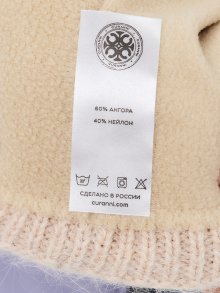 60% АНГОРА
40% НЕЙЛОН
СДЕЛАНО В РОССИИ
curanni.com